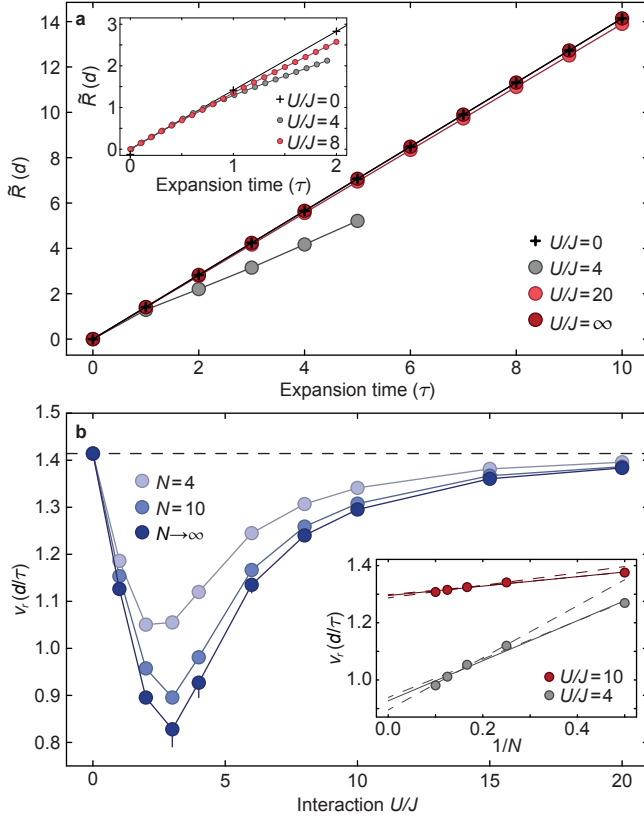 a
R̃ (d)
14
12
10
8
6
4
2
0
0 2 4 6 8 10
Expansion time (τ)
+ U/J = 0
U/J = 4
U/J = 20
U/J = ∞
R̃ (d)
3
2
1
0
0 1 2
Expansion time (τ)
+ U/J = 0
U/J = 4
U/J = 8
b
v_r (d/τ)
1.5
1.4
1.3
1.2
1.1
1.0
0.9
0.8
0 5 10 15 20
Interaction U/J
N = 4
N = 10
N→∞
v_r (d/τ)
1.4
1.2
1.0
0.0 0.2 0.4
1/N
U/J = 10
U/J = 4